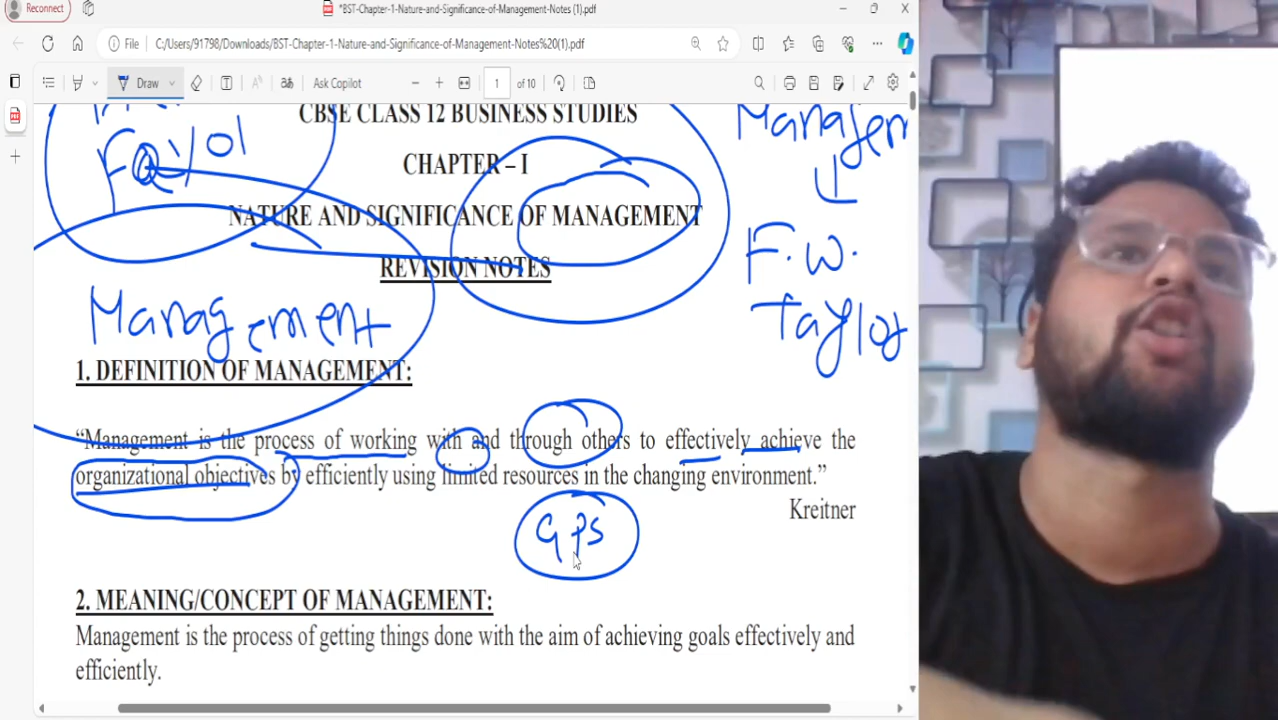 Reconnect
*BST-Chapter-1-Nature-and-Significance-of-Management-Notes (1).pdf
File C:/Users/91798/Downloads/BST-Chapter-1-Nature-and-Significance-of-Management-Notes%20(1).pdf
Draw
Ask Copilot
1 of 10
CBSE CLASS 12 BUSINESS STUDIES
Managem
Fayol
CHAPTER – I
NATURE AND SIGNIFICANCE OF MANAGEMENT
F.W.
REVISION NOTES
Management
Taylor
1. DEFINITION OF MANAGEMENT:
“Management is the process of working with and through others to effectively achieve the
organizational objectives by efficiently using limited resources in the changing environment.”
Kreitner
GPS
2. MEANING/CONCEPT OF MANAGEMENT:
Management is the process of getting things done with the aim of achieving goals effectively and
efficiently.